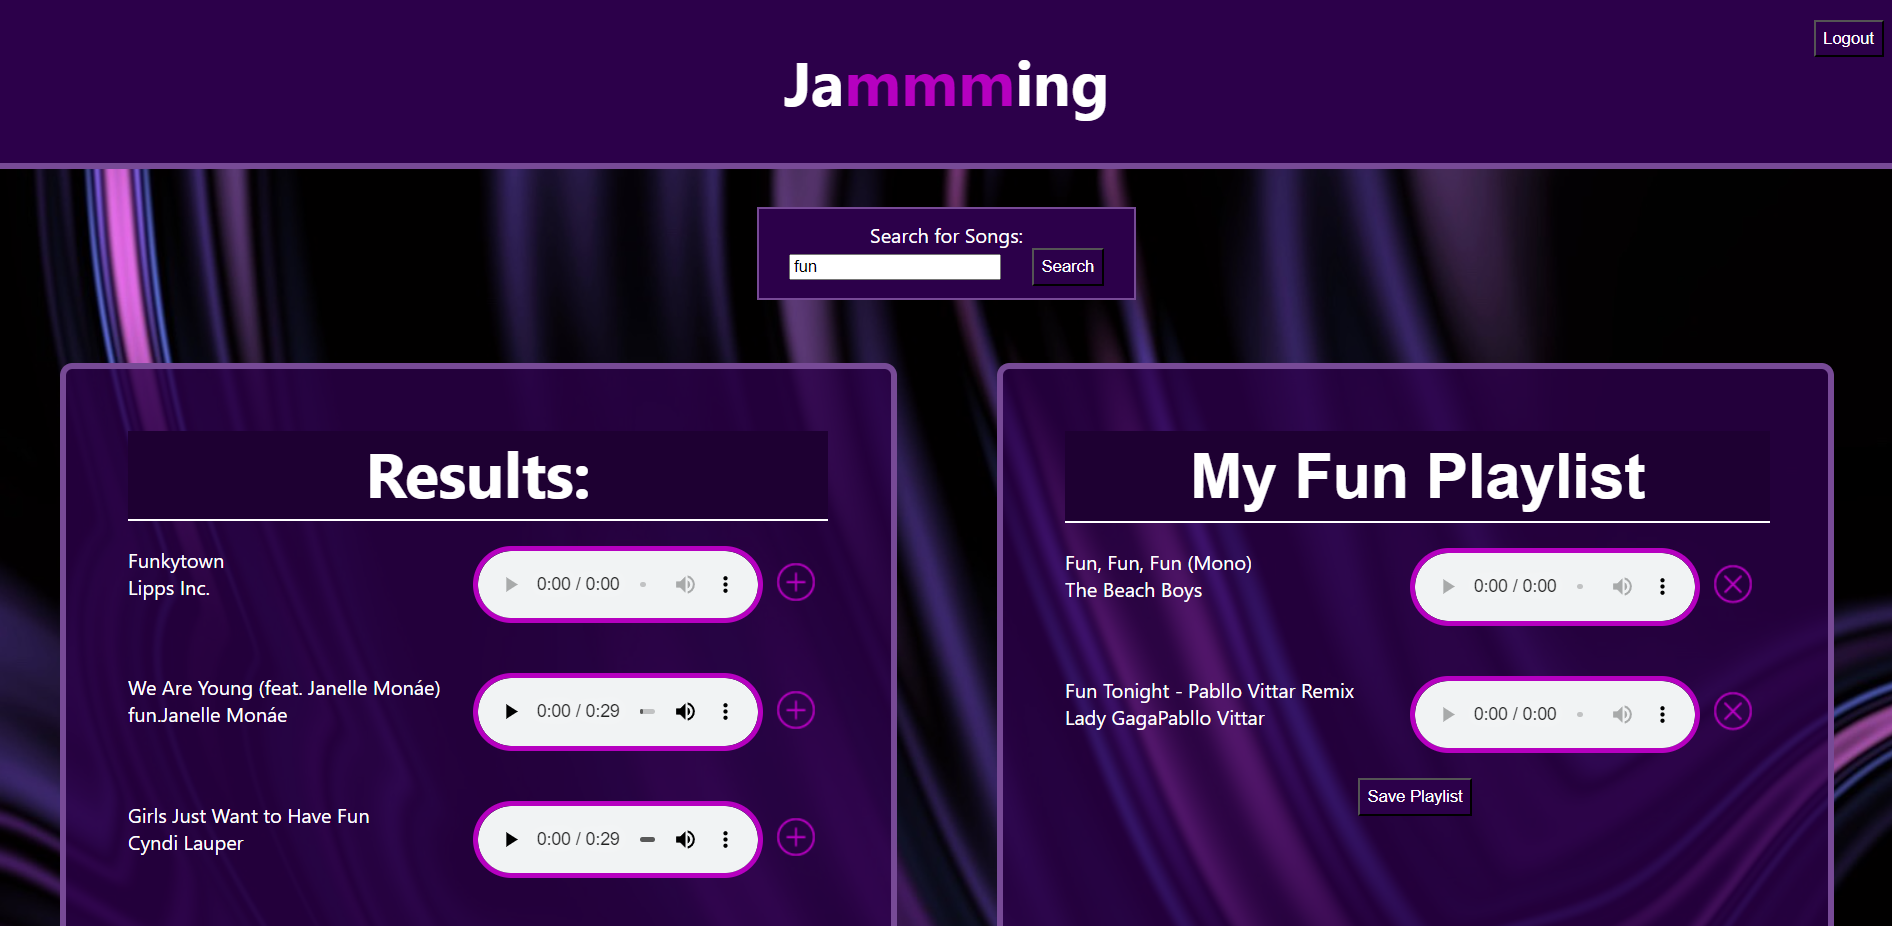 Logout
Jammming
Search for Songs:
fun
Search
Results:
Funkytown
Lipps Inc.
0:00 / 0:00
We Are Young (feat. Janelle Monáe)
fun.Janelle Monáe
0:00 / 0:29
Girls Just Want to Have Fun
Cyndi Lauper
0:00 / 0:29
My Fun Playlist
Fun, Fun, Fun (Mono)
The Beach Boys
0:00 / 0:00
Fun Tonight - Pabllo Vittar Remix
Lady GagaPabllo Vittar
0:00 / 0:00
Save Playlist